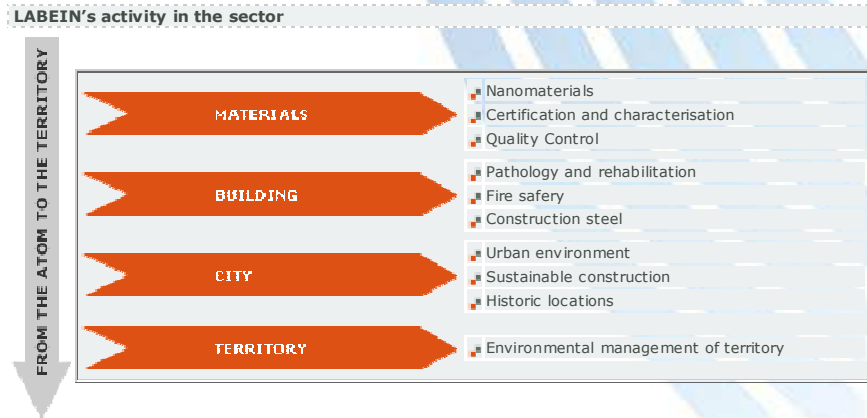 LABEIN's activity in the sector
FROM THE ATOM TO THE TERRITORY
MATERIALS
Nanomaterials
Certification and characterisation
Quality Control
BUILDING
Pathology and rehabilitation
Fire safery
Construction steel
CITY
Urban environment
Sustainable construction
Historic locations
TERRITORY
Environmental management of territory